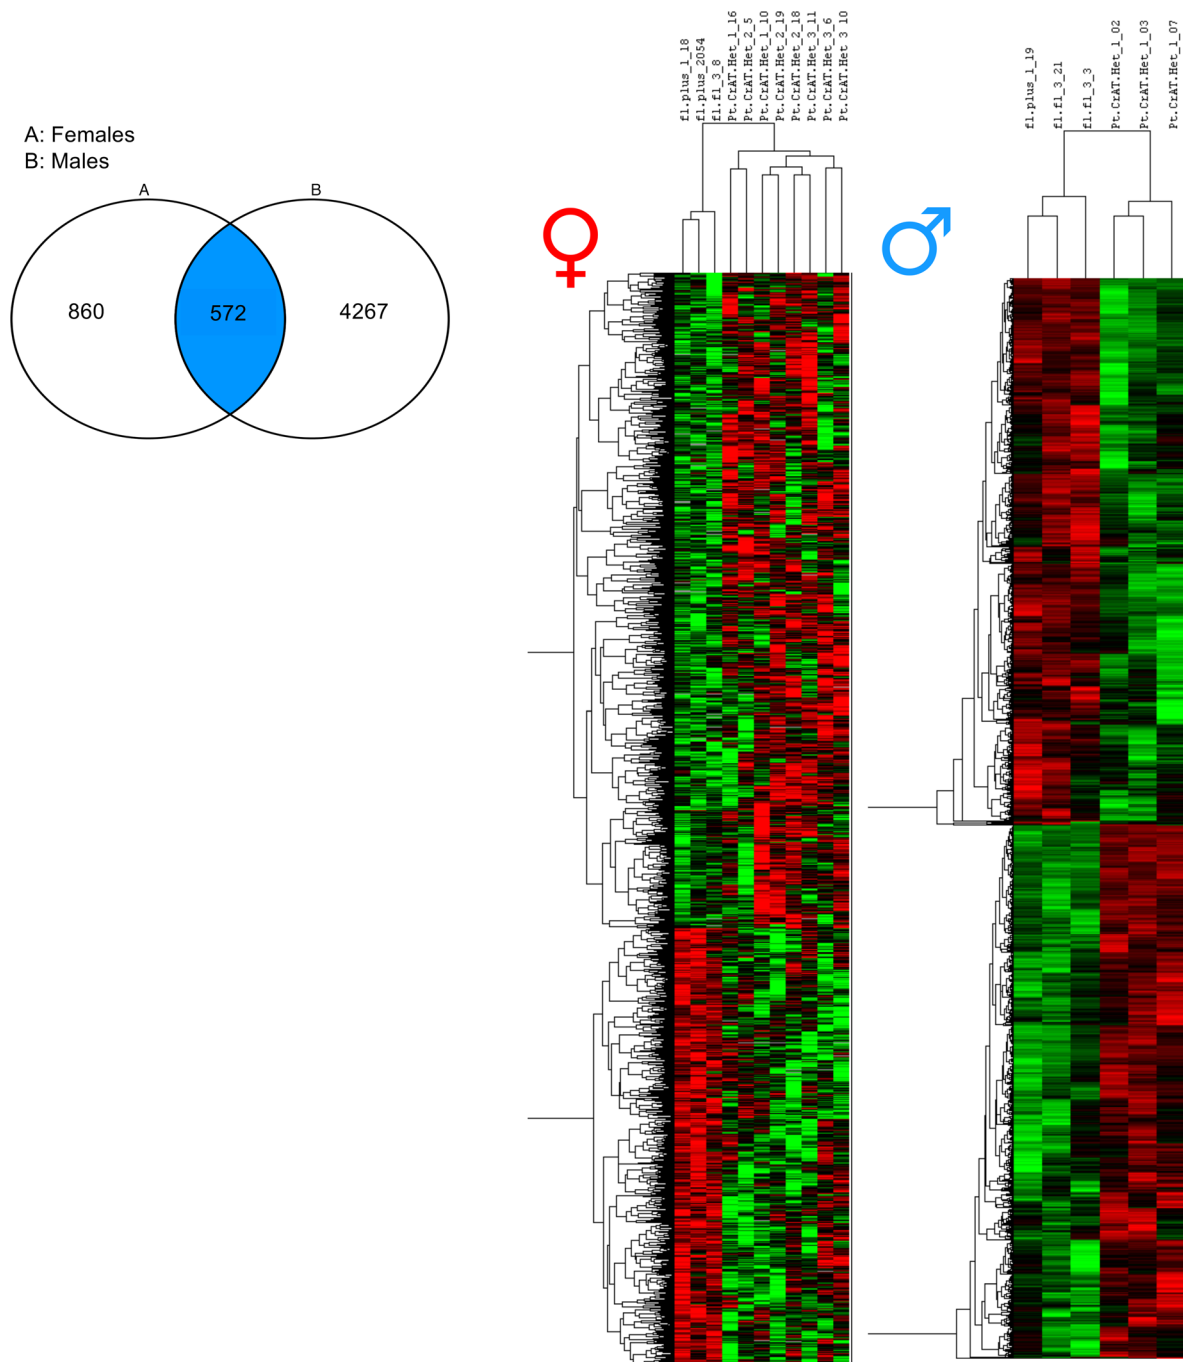 A: Females
B: Males
A
B
860
572
4267
fl.plus_1_18
fl.plus_2054
fl.fl_3_8
Pt.CrAT.Het_1_16
Pt.CrAT.Het_2_5
Pt.CrAT.Het_1_10
Pt.CrAT.Het_2_19
Pt.CrAT.Het_2_18
Pt.CrAT.Het_3_11
Pt.CrAT.Het_3_6
Pt.CrAT.Het_3_10
fl.plus_1_19
fl.fl_3_21
fl.fl_3_3
Pt.CrAT.Het_1_02
Pt.CrAT.Het_1_03
Pt.CrAT.Het_1_07